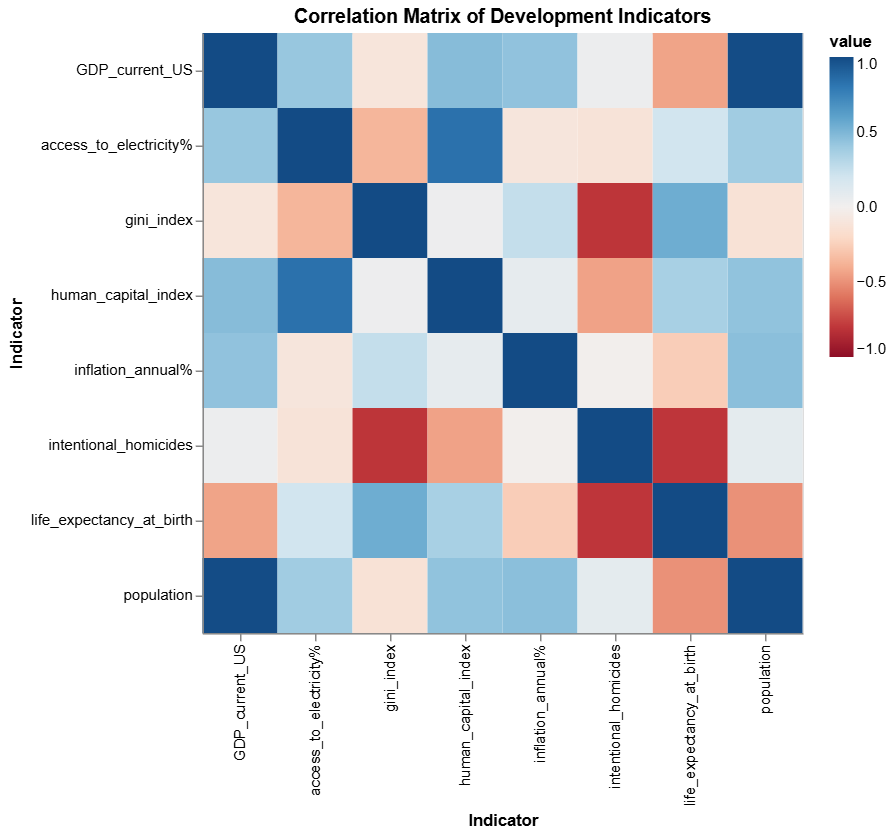 Correlation Matrix of Development Indicators
value
1.0
0.5
0.0
−0.5
−1.0
Indicator
GDP_current_US
access_to_electricity%
gini_index
human_capital_index
inflation_annual%
intentional_homicides
life_expectancy_at_birth
population
GDP_current_US
access_to_electricity%
gini_index
human_capital_index
inflation_annual%
intentional_homicides
life_expectancy_at_birth
population
Indicator